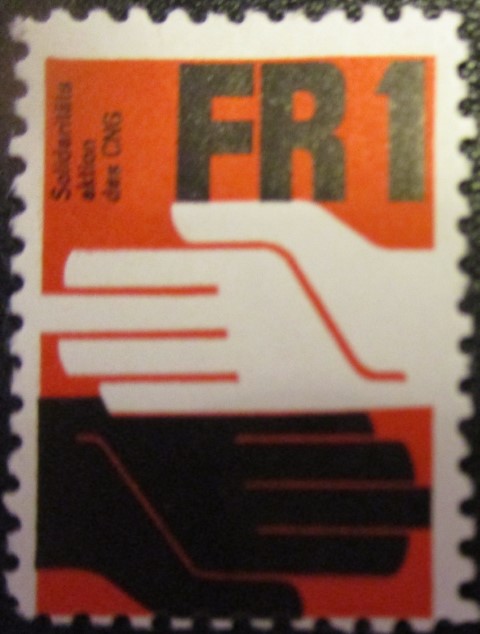 FR 1
Solidaritäts
aktion
des CNG